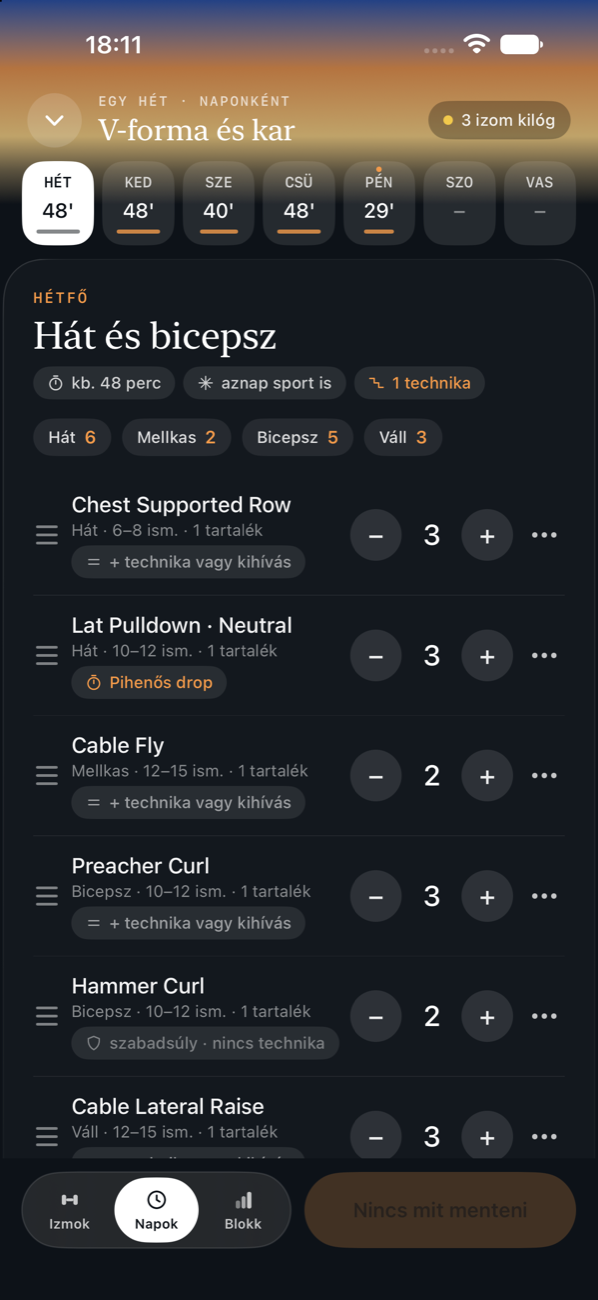 18:11
EGY HÉT · NAPONKÉNT
V-forma és kar
3 izom kilóg
HÉT KED SZE CSÜ PÉN SZO VAS
48' 48' 40' 48' 29' – –
HÉTFŐ
Hát és bicepsz
kb. 48 perc aznap sport is 1 technika
Hát 6 Mellkas 2 Bicepsz 5 Váll 3
Chest Supported Row
Hát · 6–8 ism. · 1 tartalék
+ technika vagy kihívás
− 3 +
Lat Pulldown · Neutral
Hát · 10–12 ism. · 1 tartalék
Pihenős drop
− 3 +
Cable Fly
Mellkas · 12–15 ism. · 1 tartalék
+ technika vagy kihívás
− 2 +
Preacher Curl
Bicepsz · 10–12 ism. · 1 tartalék
+ technika vagy kihívás
− 3 +
Hammer Curl
Bicepsz · 10–12 ism. · 1 tartalék
szabadsúly · nincs technika
− 2 +
Cable Lateral Raise
Váll · 12–15 ism. · 1 tartalék
− 3 +
Izmok Napok Blokk
Nincs mit menteni